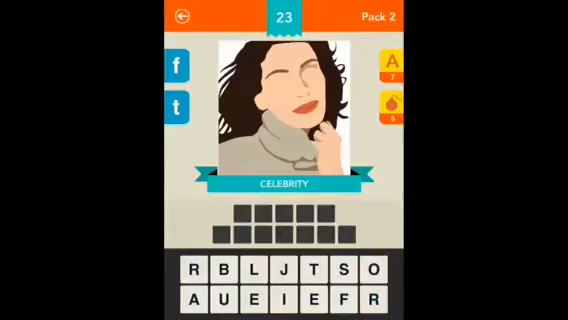 23
Pack 2
f
A
7
t
5
CELEBRITY
R B L J T S O
A U E I E F R